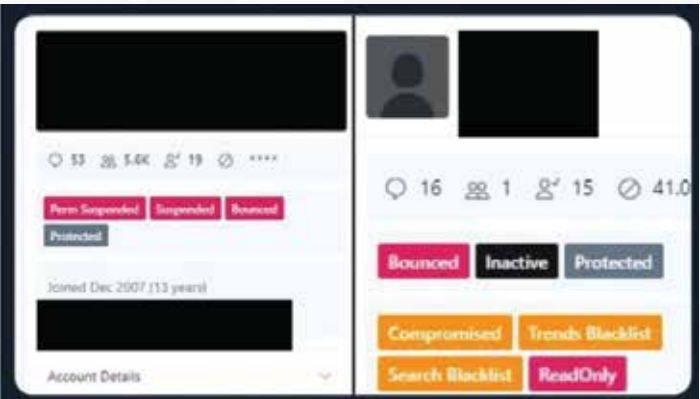 53 5.6K 19 ****
Perm Suspended Suspended Bounced
Protected
Joined Dec 2007 (13 years)
Account Details
16 1 15 41.0
Bounced Inactive Protected
Compromised Trends Blacklist
Search Blacklist ReadOnly